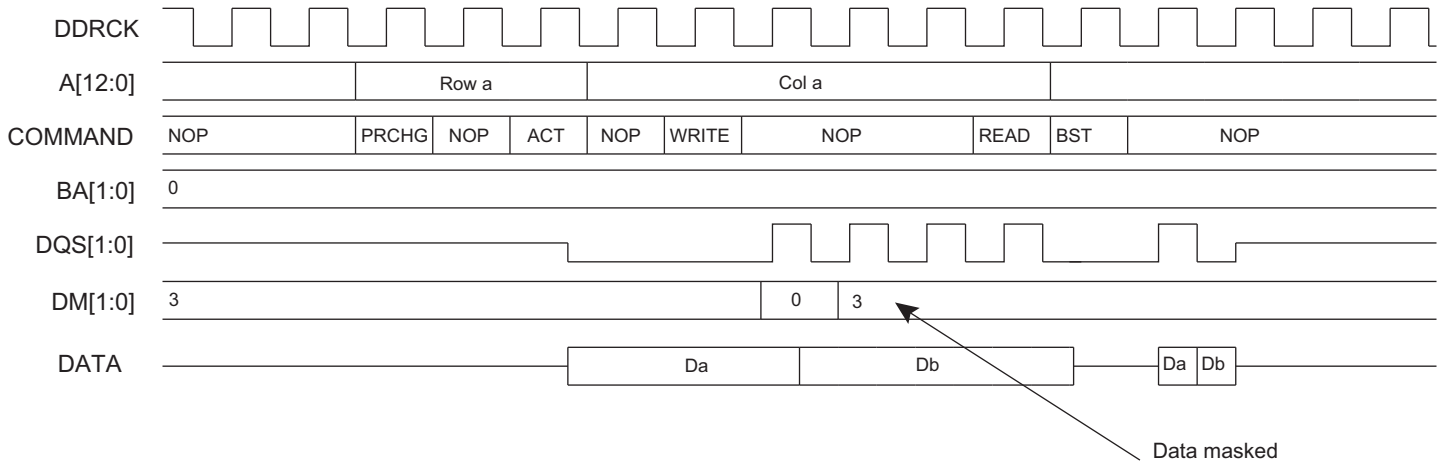 DDRCK
A[12:0] Row a Col a
COMMAND NOP PRCHG NOP ACT NOP WRITE NOP READ BST NOP
BA[1:0] 0
DQS[1:0]
DM[1:0] 3 0 3
DATA Da Db Da Db
Data masked